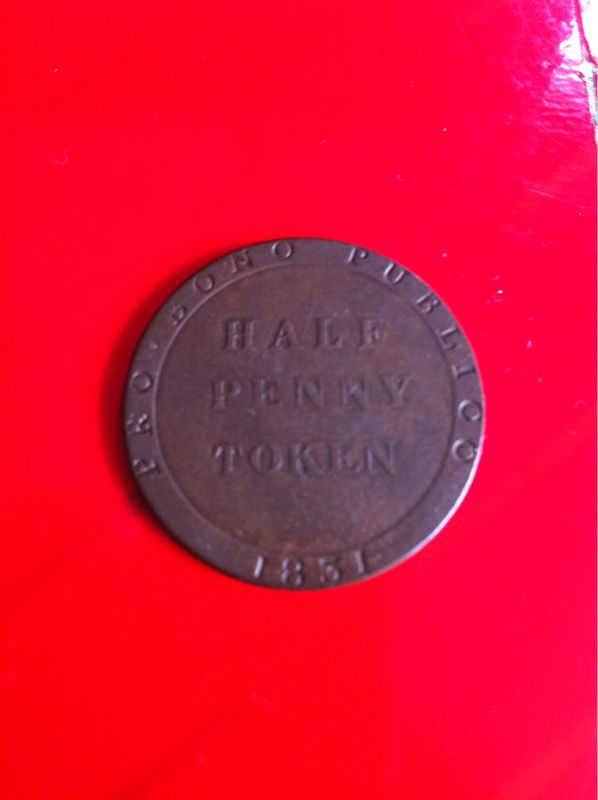 PRO BONO PUBLICO
HALF
PENNY
TOKEN
1831